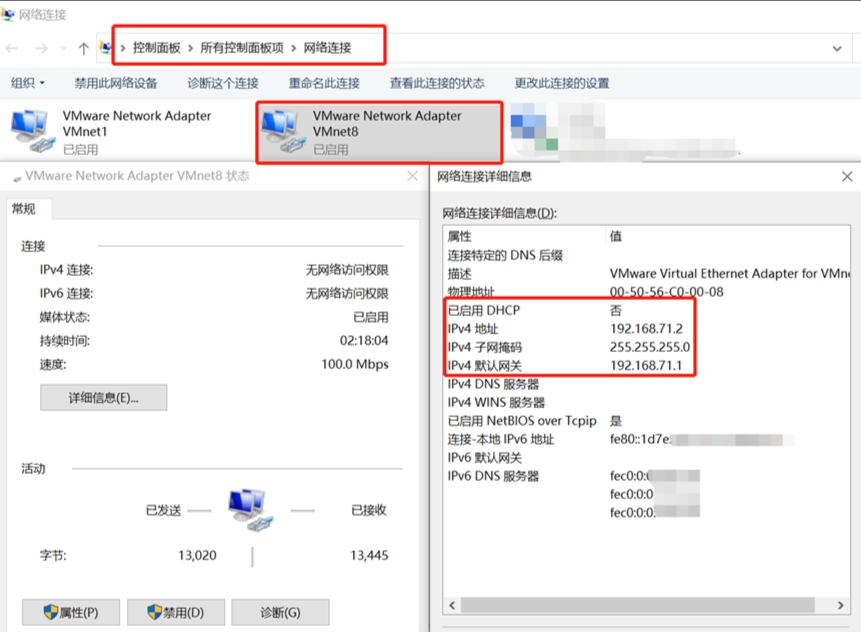 网络连接
控制面板 > 所有控制面板项 > 网络连接
组织 禁用此网络设备 诊断这个连接 重命名此连接 查看此连接的状态 更改此连接的设置
VMware Network Adapter
VMnet1
已启用
VMware Network Adapter
VMnet8
已启用
VMware Network Adapter VMnet8 状态
常规
连接
IPv4 连接: 无网络访问权限
IPv6 连接: 无网络访问权限
媒体状态: 已启用
持续时间: 02:18:04
速度: 100.0 Mbps
详细信息(E)...
活动
已发送 已接收
字节: 13,020 13,445
属性(P) 禁用(D) 诊断(G)
网络连接详细信息
网络连接详细信息(D):
属性 值
连接特定的 DNS 后缀
描述 VMware Virtual Ethernet Adapter for VMne
物理地址 00-50-56-C0-00-08
已启用 DHCP 否
IPv4 地址 192.168.71.2
IPv4 子网掩码 255.255.255.0
IPv4 默认网关 192.168.71.1
IPv4 DNS 服务器
IPv4 WINS 服务器
已启用 NetBIOS over Tcpip 是
连接-本地 IPv6 地址 fe80::1d7e:
IPv6 默认网关
IPv6 DNS 服务器 fec0:0:
fec0:0:0
fec0:0:0.